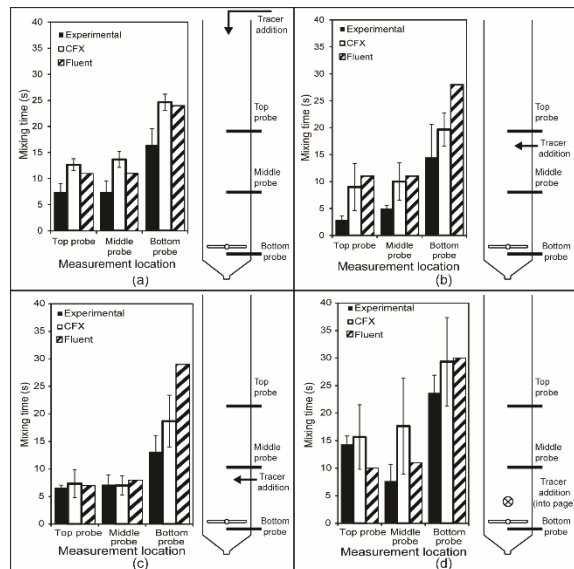 Tracer
addition
Experimental
CFX
Fluent
Mixing time (s)
40
35
30
25
20
15
10
5
0
Top probe Middle probe Bottom probe
Measurement location
Top
probe
Middle
probe
Bottom
probe
(a)
Experimental
CFX
Fluent
Mixing time (s)
40
35
30
25
20
15
10
5
0
Top probe Middle probe Bottom probe
Measurement location
Top
probe
Tracer
addition
Middle
probe
Bottom
probe
(b)
Experimental
CFX
Fluent
Mixing time (s)
40
35
30
25
20
15
10
5
0
Top probe Middle probe Bottom probe
Measurement location
Top
probe
Middle
probe
Tracer
addition
Bottom
probe
(c)
Experimental
CFX
Fluent
Mixing time (s)
40
35
30
25
20
15
10
5
0
Top probe Middle probe Bottom probe
Measurement location
Top
probe
Middle
probe
Tracer
addition
(into page)
Bottom
probe
(d)